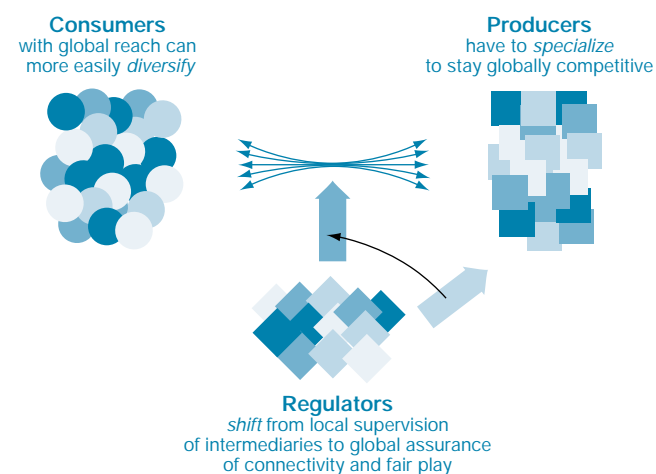 Consumers
with global reach can
more easily diversify
Producers
have to specialize
to stay globally competitive
Regulators
shift from local supervision
of intermediaries to global assurance
of connectivity and fair play